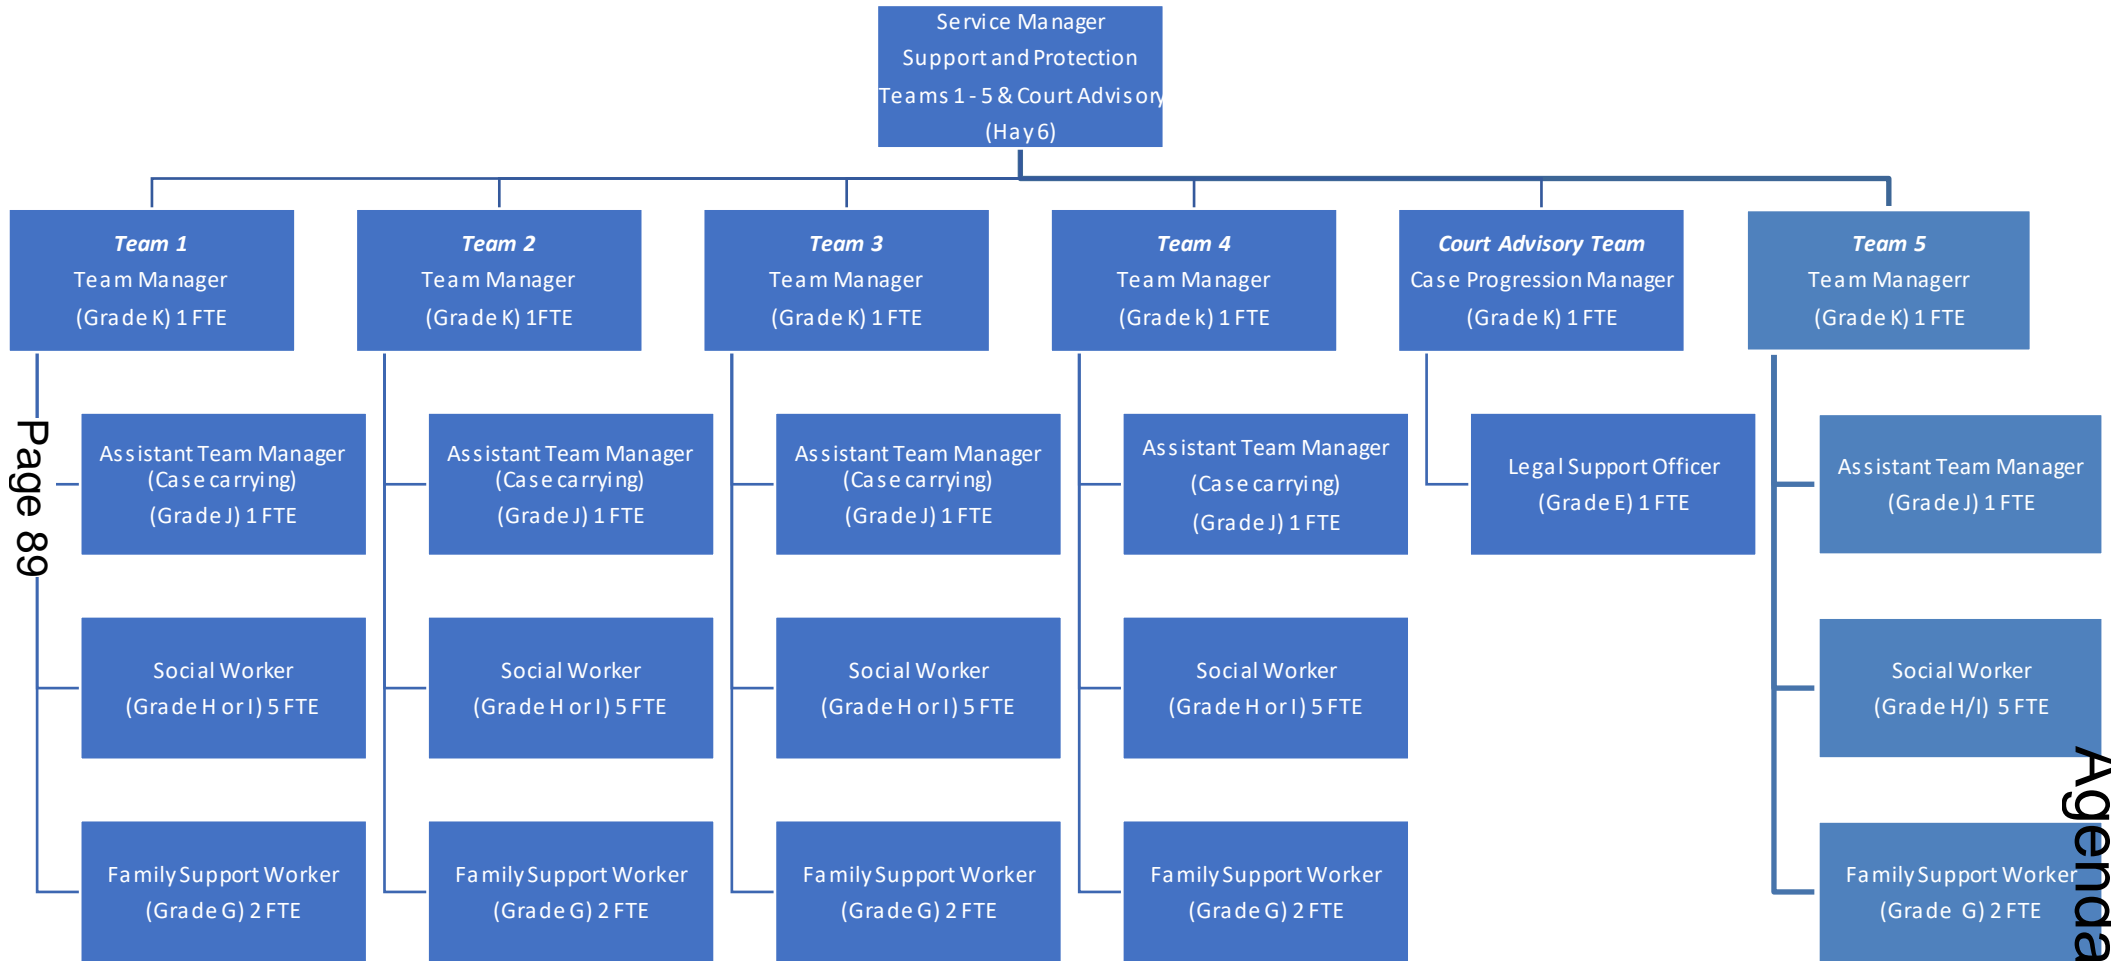 Service Manager
Support and Protection
Teams 1 - 5 & Court Advisory
(Hay 6)
Team 1
Team Manager
(Grade K) 1 FTE
Team 2
Team Manager
(Grade K) 1FTE
Team 3
Team Manager
(Grade K) 1 FTE
Team 4
Team Manager
(Grade k) 1 FTE
Court Advisory Team
Case Progression Manager
(Grade K) 1 FTE
Team 5
Team Managerr
(Grade K) 1 FTE
Assistant Team Manager
(Case carrying)
(Grade J) 1 FTE
Assistant Team Manager
(Case carrying)
(Grade J) 1 FTE
Assistant Team Manager
(Case carrying)
(Grade J) 1 FTE
Assistant Team Manager
(Case carrying)
(Grade J) 1 FTE
Legal Support Officer
(Grade E) 1 FTE
Assistant Team Manager
(Grade J) 1 FTE
Social Worker
(Grade H or I) 5 FTE
Social Worker
(Grade H or I) 5 FTE
Social Worker
(Grade H or I) 5 FTE
Social Worker
(Grade H or I) 5 FTE
Social Worker
(Grade H/I) 5 FTE
Family Support Worker
(Grade G) 2 FTE
Family Support Worker
(Grade G) 2 FTE
Family Support Worker
(Grade G) 2 FTE
Family Support Worker
(Grade G) 2 FTE
Family Support Worker
(Grade G) 2 FTE
Page 89
Agenda